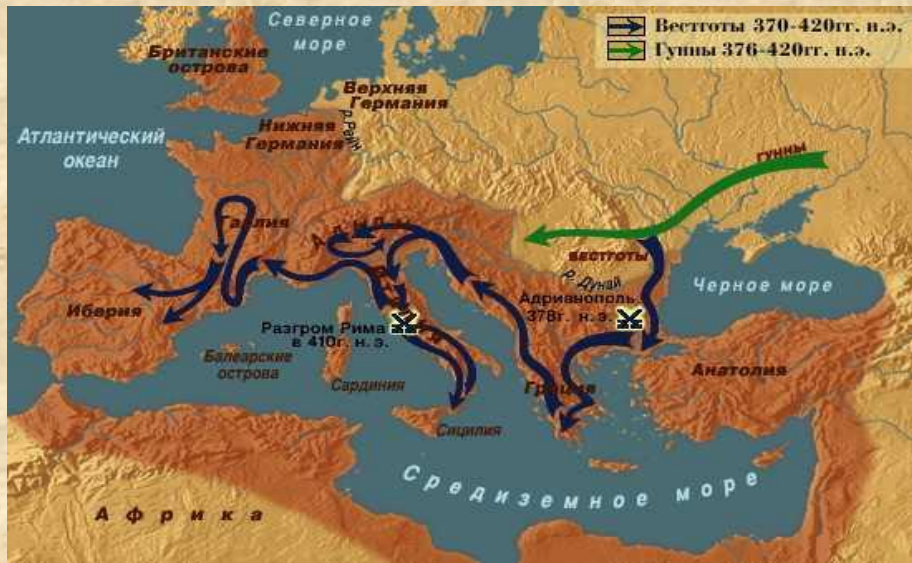 Вестготы 370-420гг. н.э.
Гунны 376-420гг. н.э.
Северное
море
Британские
острова
Верхняя
Германия
р. Рейн
Нижняя
Германия
Атлантический
океан
гунны
Галлия
Альпы
вестготы
р. Дунай
Черное море
Адрианополь
378г. н.э.
Иберия
Разгром Рима
в 410г. н.э.
Балеарские
острова
Сардиния
Греция
Анатолия
Сицилия
Средиземное море
Африка